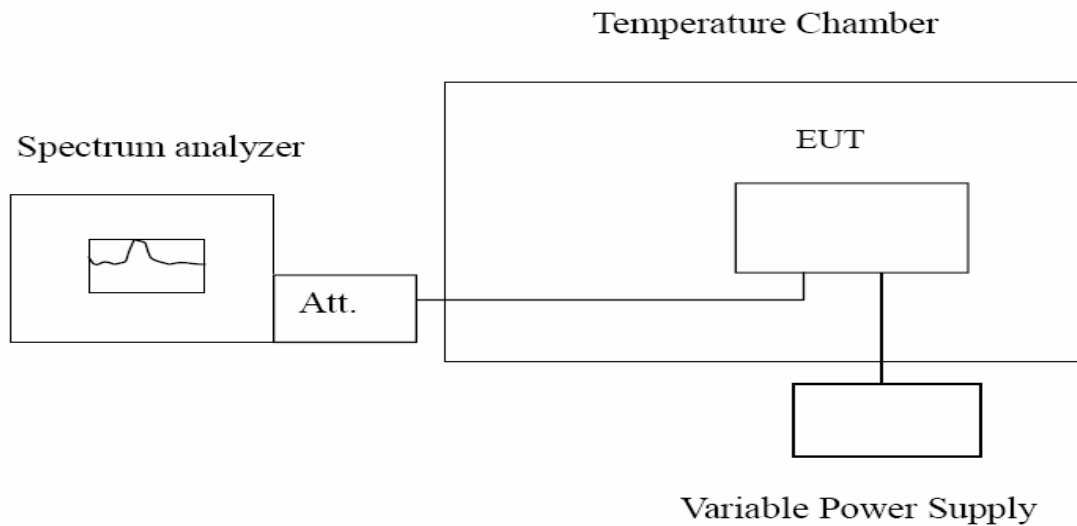 Temperature Chamber
Spectrum analyzer
EUT
Att.
Variable Power Supply